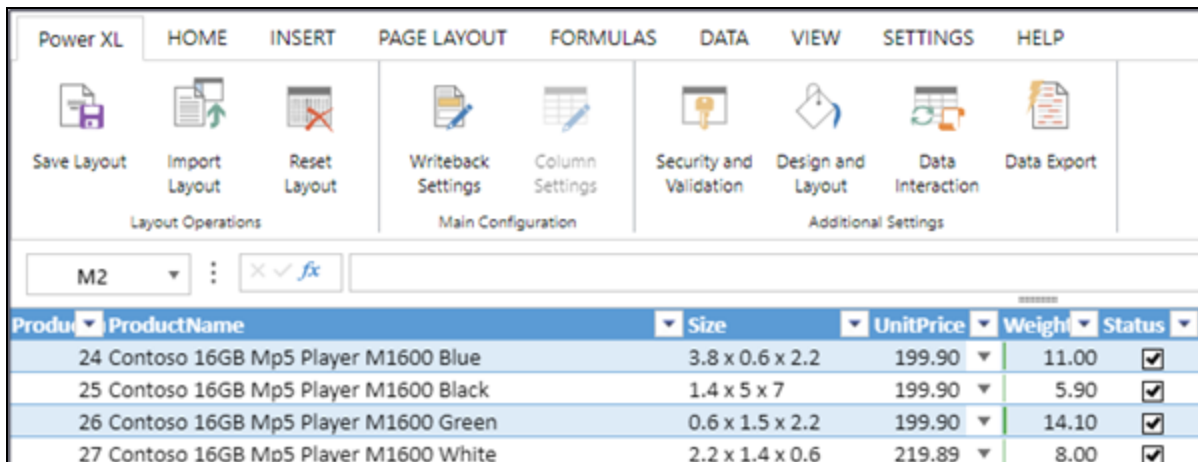 Power XL HOME INSERT PAGE LAYOUT FORMULAS DATA VIEW SETTINGS HELP
Save Layout Import Layout Reset Layout Writeback Settings Column Settings Security and Validation Design and Layout Data Interaction Data Export
Layout Operations Main Configuration Additional Settings
M2 fx
Produ ProductName Size UnitPrice Weight Status
24 Contoso 16GB Mp5 Player M1600 Blue 3.8 x 0.6 x 2.2 199.90 11.00
25 Contoso 16GB Mp5 Player M1600 Black 1.4 x 5 x 7 199.90 5.90
26 Contoso 16GB Mp5 Player M1600 Green 0.6 x 1.5 x 2.2 199.90 14.10
27 Contoso 16GB Mp5 Player M1600 White 2.2 x 1.4 x 0.6 219.89 8.00